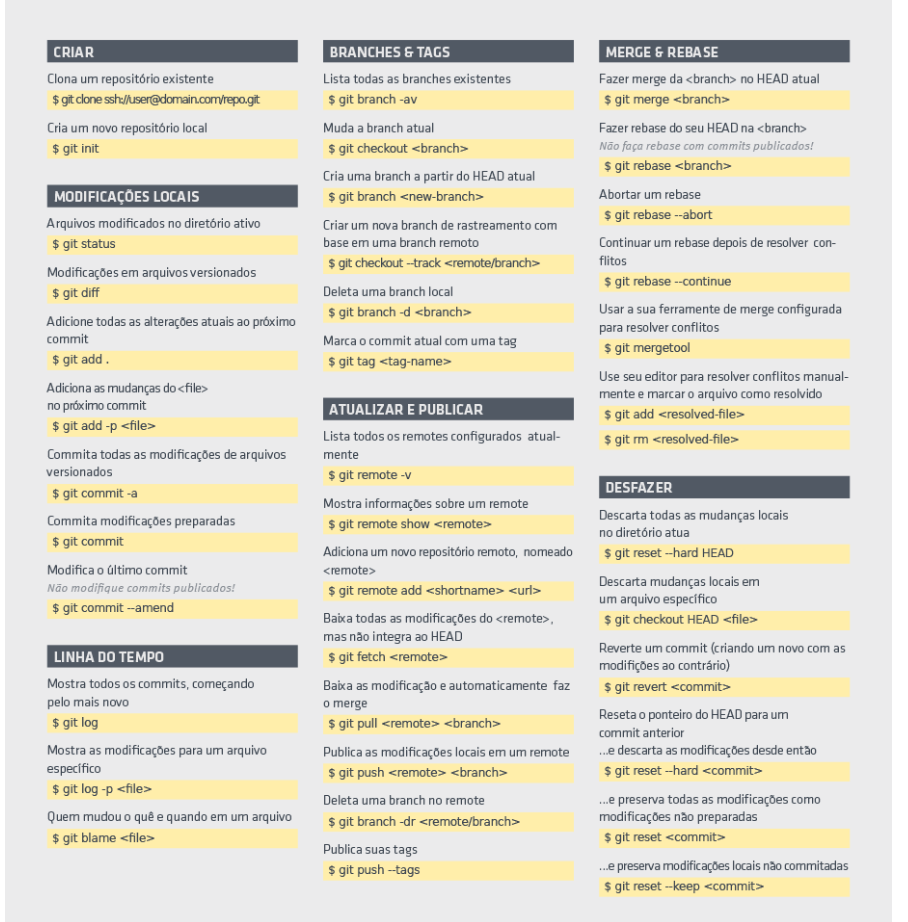 CRIAR
Clona um repositório existente
$ git clone ssh://user@domain.com/repo.git
Cria um novo repositório local
$ git init
MODIFICAÇÕES LOCAIS
Arquivos modificados no diretório ativo
$ git status
Modificações em arquivos versionados
$ git diff
Adicione todas as alterações atuais ao próximo
commit
$ git add .
Adiciona as mudanças do <file>
no próximo commit
$ git add -p <file>
Commita todas as modificações de arquivos
versionados
$ git commit -a
Commita modificações preparadas
$ git commit
Modifica o último commit
Não modifique commits publicados!
$ git commit --amend
LINHA DO TEMPO
Mostra todos os commits, começando
pelo mais novo
$ git log
Mostra as modificações para um arquivo
específico
$ git log -p <file>
Quem mudou o quê e quando em um arquivo
$ git blame <file>
BRANCHES & TAGS
Lista todas as branches existentes
$ git branch -av
Muda a branch atual
$ git checkout <branch>
Cria uma branch a partir do HEAD atual
$ git branch <new-branch>
Criar um nova branch de rastreamento com
base em uma branch remoto
$ git checkout --track <remote/branch>
Deleta uma branch local
$ git branch -d <branch>
Marca o commit atual com uma tag
$ git tag <tag-name>
ATUALIZAR E PUBLICAR
Lista todos os remotes configurados atual-
mente
$ git remote -v
Mostra informações sobre um remote
$ git remote show <remote>
Adiciona um novo repositório remoto, nomeado
<remote>
$ git remote add <shortname> <url>
Baixa todas as modificações do <remote>,
mas não integra ao HEAD
$ git fetch <remote>
Baixa as modificação e automaticamente faz
o merge
$ git pull <remote> <branch>
Publica as modificações locais em um remote
$ git push <remote> <branch>
Deleta uma branch no remote
$ git branch -dr <remote/branch>
Publica suas tags
$ git push --tags
MERGE & REBASE
Fazer merge da <branch> no HEAD atual
$ git merge <branch>
Fazer rebase do seu HEAD na <branch>
Não faça rebase com commits publicados!
$ git rebase <branch>
Abortar um rebase
$ git rebase --abort
Continuar um rebase depois de resolver con-
flitos
$ git rebase --continue
Usar a sua ferramente de merge configurada
para resolver conflitos
$ git mergetool
Use seu editor para resolver conflitos manual-
mente e marcar o arquivo como resolvido
$ git add <resolved-file>
$ git rm <resolved-file>
DESFAZER
Descarta todas as mudanças locais
no diretório atua
$ git reset --hard HEAD
Descarta mudanças locais em
um arquivo específico
$ git checkout HEAD <file>
Reverte um commit (criando um novo com as
modifições ao contrário)
$ git revert <commit>
Reseta o ponteiro do HEAD para um
commit anterior
...e descarta as modificações desde então
$ git reset --hard <commit>
...e preserva todas as modificações como
modificações não preparadas
$ git reset <commit>
...e preserva modificações locais não commitadas
$ git reset --keep <commit>